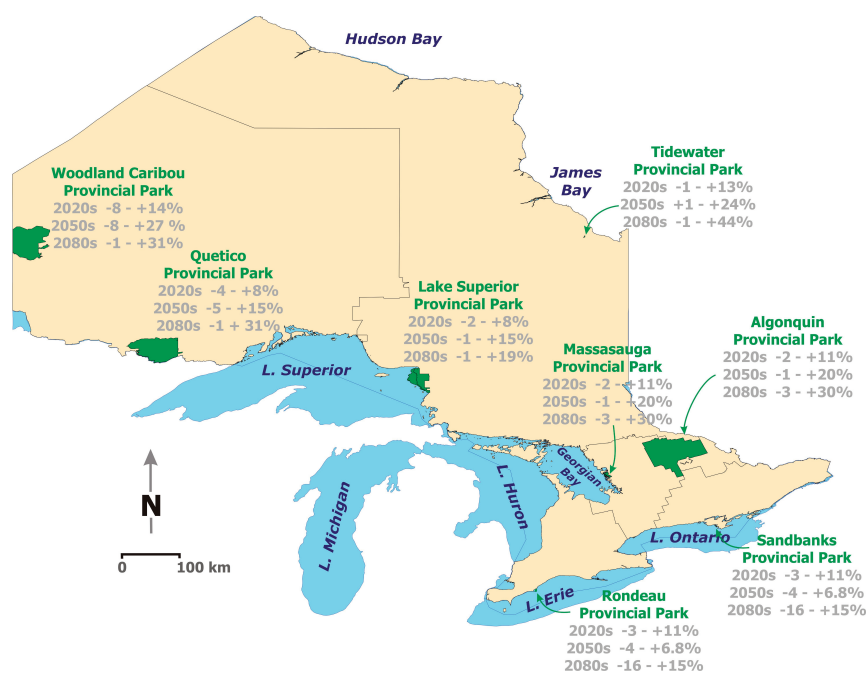 Hudson Bay
James
Bay
Tidewater
Provincial Park
2020s -1 - +13%
2050s +1 - +24%
2080s -1 - +44%
Woodland Caribou
Provincial Park
2020s -8 - +14%
2050s -8 - +27 %
2080s -1 - +31%
Quetico
Provincial Park
2020s -4 - +8%
2050s -5 - +15%
2080s -1 + 31%
Lake Superior
Provincial Park
2020s -2 - +8%
2050s -1 - +15%
2080s -1 - +19%
Massasauga
Provincial Park
2020s -2 - +11%
2050s -1 - +20%
2080s -3 - +30%
Algonquin
Provincial Park
2020s -2 - +11%
2050s -1 - +20%
2080s -3 - +30%
L. Superior
Georgian
Bay
L. Huron
L. Michigan
N
0 100 km
L. Ontario
L. Erie
Sandbanks
Provincial Park
2020s -3 - +11%
2050s -4 - +6.8%
2080s -16 - +15%
Rondeau
Provincial Park
2020s -3 - +11%
2050s -4 - +6.8%
2080s -16 - +15%